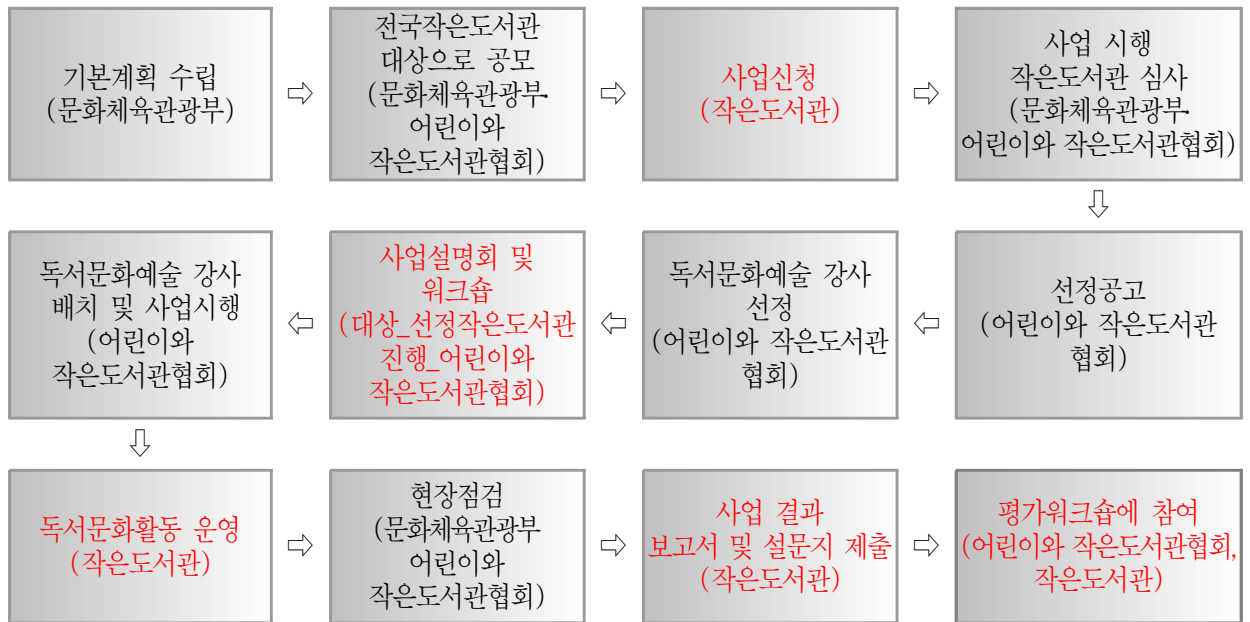 기본계획 수립
(문화체육관광부)
⇨
전국작은도서관
대상으로 공모
(문화체육관광부·
어린이와
작은도서관협회)
⇨
사업신청
(작은도서관)
⇨
사업 시행
작은도서관 심사
(문화체육관광부·
어린이와 작은도서관협회)
⇩
선정공고
(어린이와 작은도서관
협회)
⇦
독서문화예술 강사
선정
(어린이와 작은도서관
협회)
⇦
사업설명회 및
워크숍
(대상_선정작은도서관
진행_어린이와
작은도서관협회)
⇦
독서문화예술 강사
배치 및 사업시행
(어린이와
작은도서관협회)
⇩
독서문화활동 운영
(작은도서관)
⇨
현장점검
(문화체육관광부
어린이와
작은도서관협회)
⇨
사업 결과
보고서 및 설문지 제출
(작은도서관)
⇨
평가워크숍에 참여
(어린이와 작은도서관협회,
작은도서관)